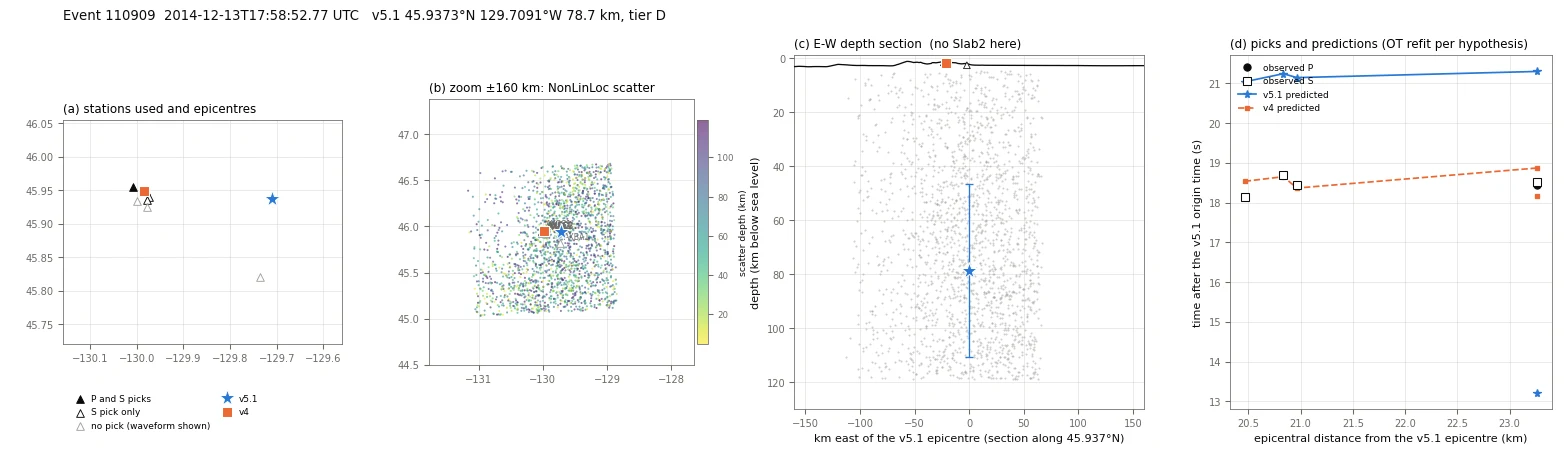 Event 110909 2014-12-13T17:58:52.77 UTC v5.1 45.9373°N 129.7091°W 78.7 km, tier D
(a) stations used and epicentres
46.05
46.00
45.95
45.90
45.85
45.80
45.75
−130.1 −130.0 −129.9 −129.8 −129.7 −129.6
P and S picks
S pick only
no pick (waveform shown)
v5.1
v4
(b) zoom ±160 km: NonLinLoc scatter
47.0
46.5
46.0
45.5
45.0
44.5
−131 −130 −129 −128
100
80
60
40
20
scatter depth (km)
(c) E-W depth section (no Slab2 here)
0
20
40
60
80
100
120
depth (km below sea level)
−150 −100 −50 0 50 100 150
km east of the v5.1 epicentre (section along 45.937°N)
(d) picks and predictions (OT refit per hypothesis)
observed P
observed S
v5.1 predicted
v4 predicted
21
20
19
18
17
16
15
14
13
time after the v5.1 origin time (s)
20.5 21.0 21.5 22.0 22.5 23.0
epicentral distance from the v5.1 epicentre (km)